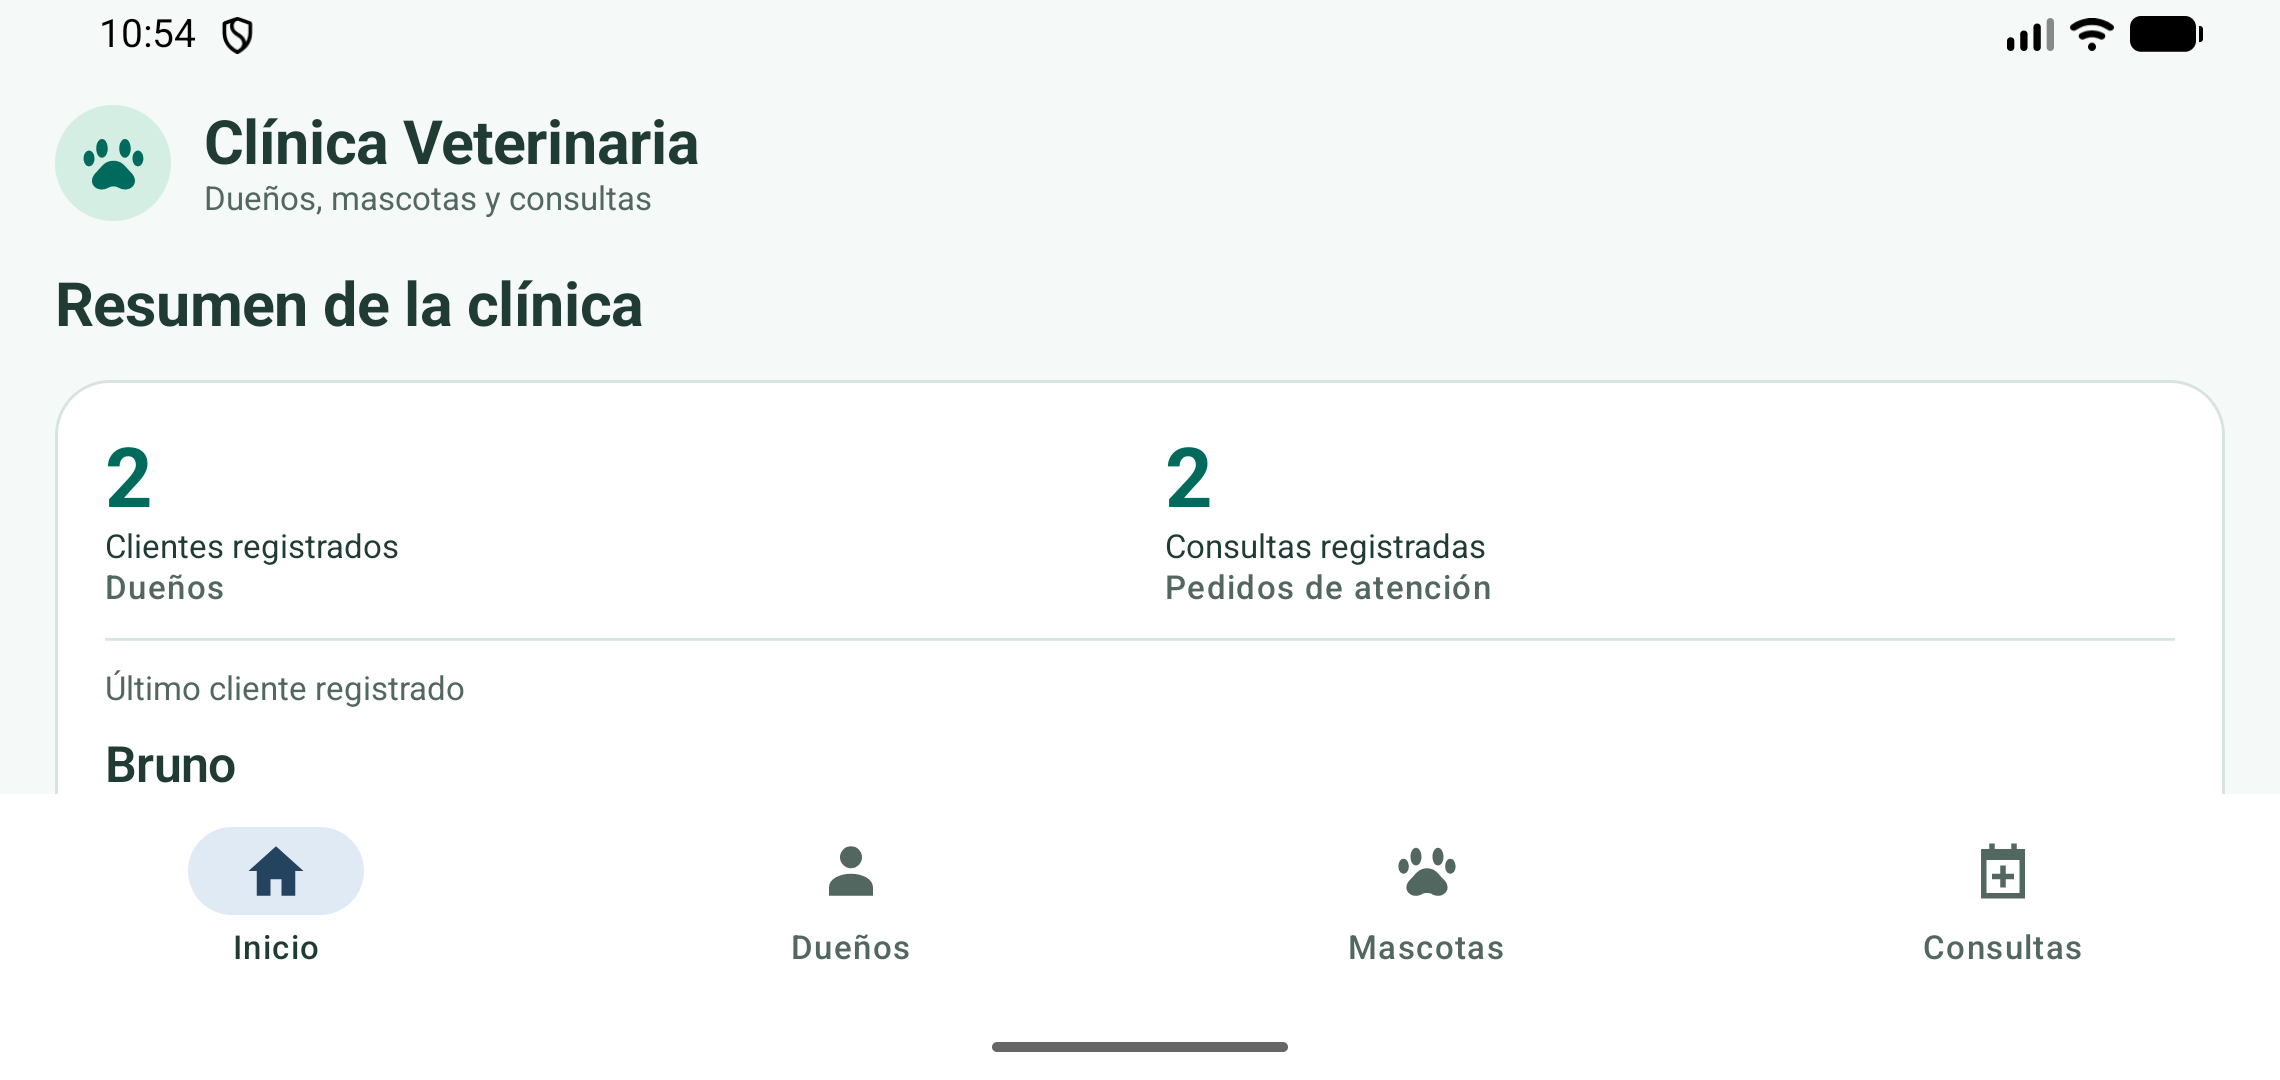 10:54
Clínica Veterinaria
Dueños, mascotas y consultas
Resumen de la clínica
2
Clientes registrados
Dueños
2
Consultas registradas
Pedidos de atención
Último cliente registrado
Bruno
Inicio
Dueños
Mascotas
Consultas